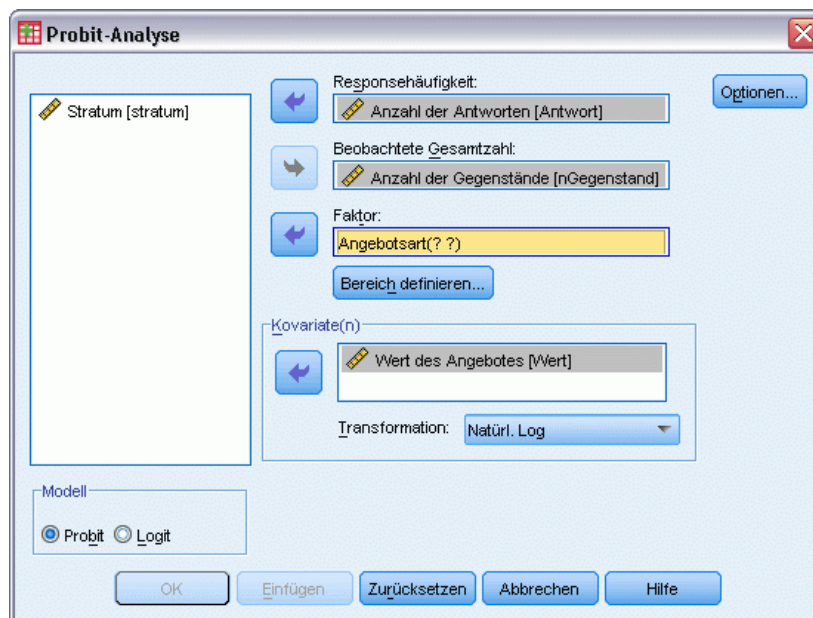 Probit-Analyse
Stratum [stratum]
Responsehäufigkeit:
Anzahl der Antworten [Antwort]
Optionen...
Beobachtete Gesamtzahl:
Anzahl der Gegenstände [nGegenstand]
Faktor:
Angebotsart(? ?)
Bereich definieren...
Kovariate(n)
Wert des Angebotes [Wert]
Transformation: Natürl. Log
Modell
Probit Logit
OK Einfügen Zurücksetzen Abbrechen Hilfe